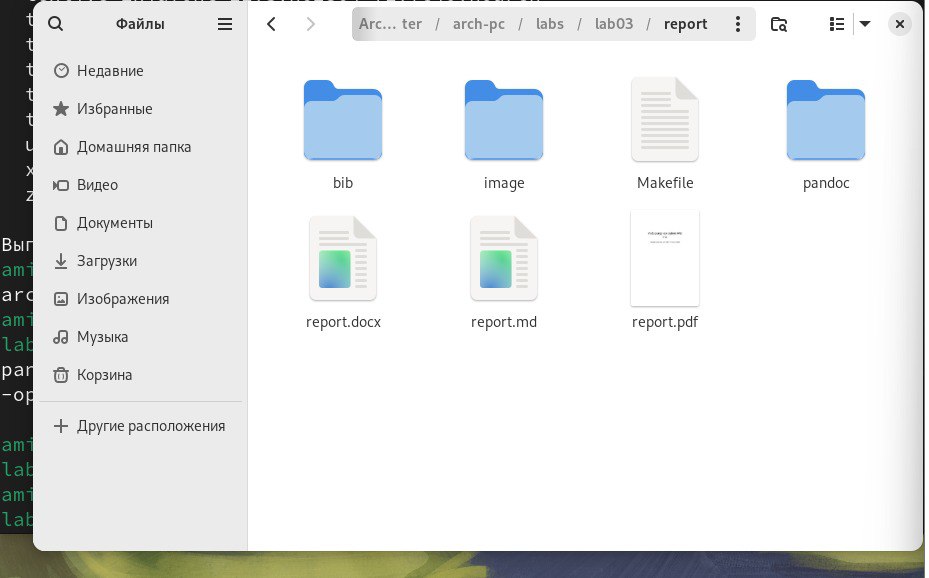 Файлы
Arc… ter / arch-pc / labs / lab03 / report
Недавние
Избранные
Домашняя папка
Видео
Документы
Загрузки
Изображения
Музыка
Корзина
Другие расположения
bib
image
Makefile
pandoc
report.docx
report.md
report.pdf
t
t
t
t
t
u
x
z
Вып
ami
arc
ami
lab
pan
-op
ami
lab
ami
lab